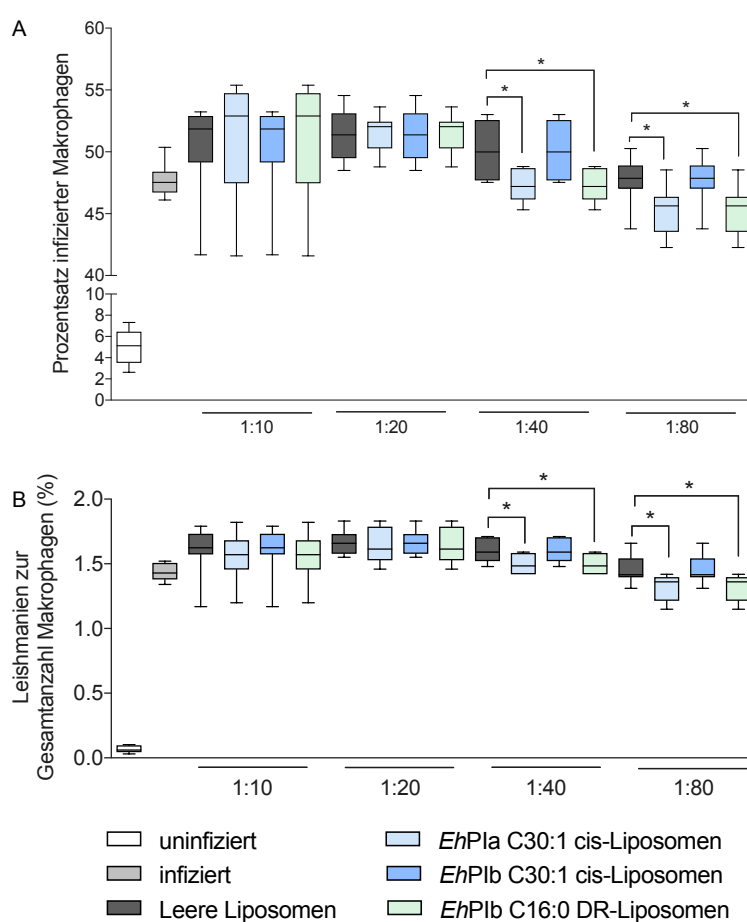 A
Prozentsatz infizierter Makrophagen
60
55
50
45
40
10
8
6
4
2
0
*
*
*
*
1:10
1:20
1:40
1:80
B
Leishmanien zur
Gesamtanzahl Makrophagen (%)
2.0
1.5
1.0
0.5
0.0
*
*
*
*
1:10
1:20
1:40
1:80
uninfiziert
infiziert
Leere Liposomen
EhPIa C30:1 cis-Liposomen
EhPIb C30:1 cis-Liposomen
EhPIb C16:0 DR-Liposomen